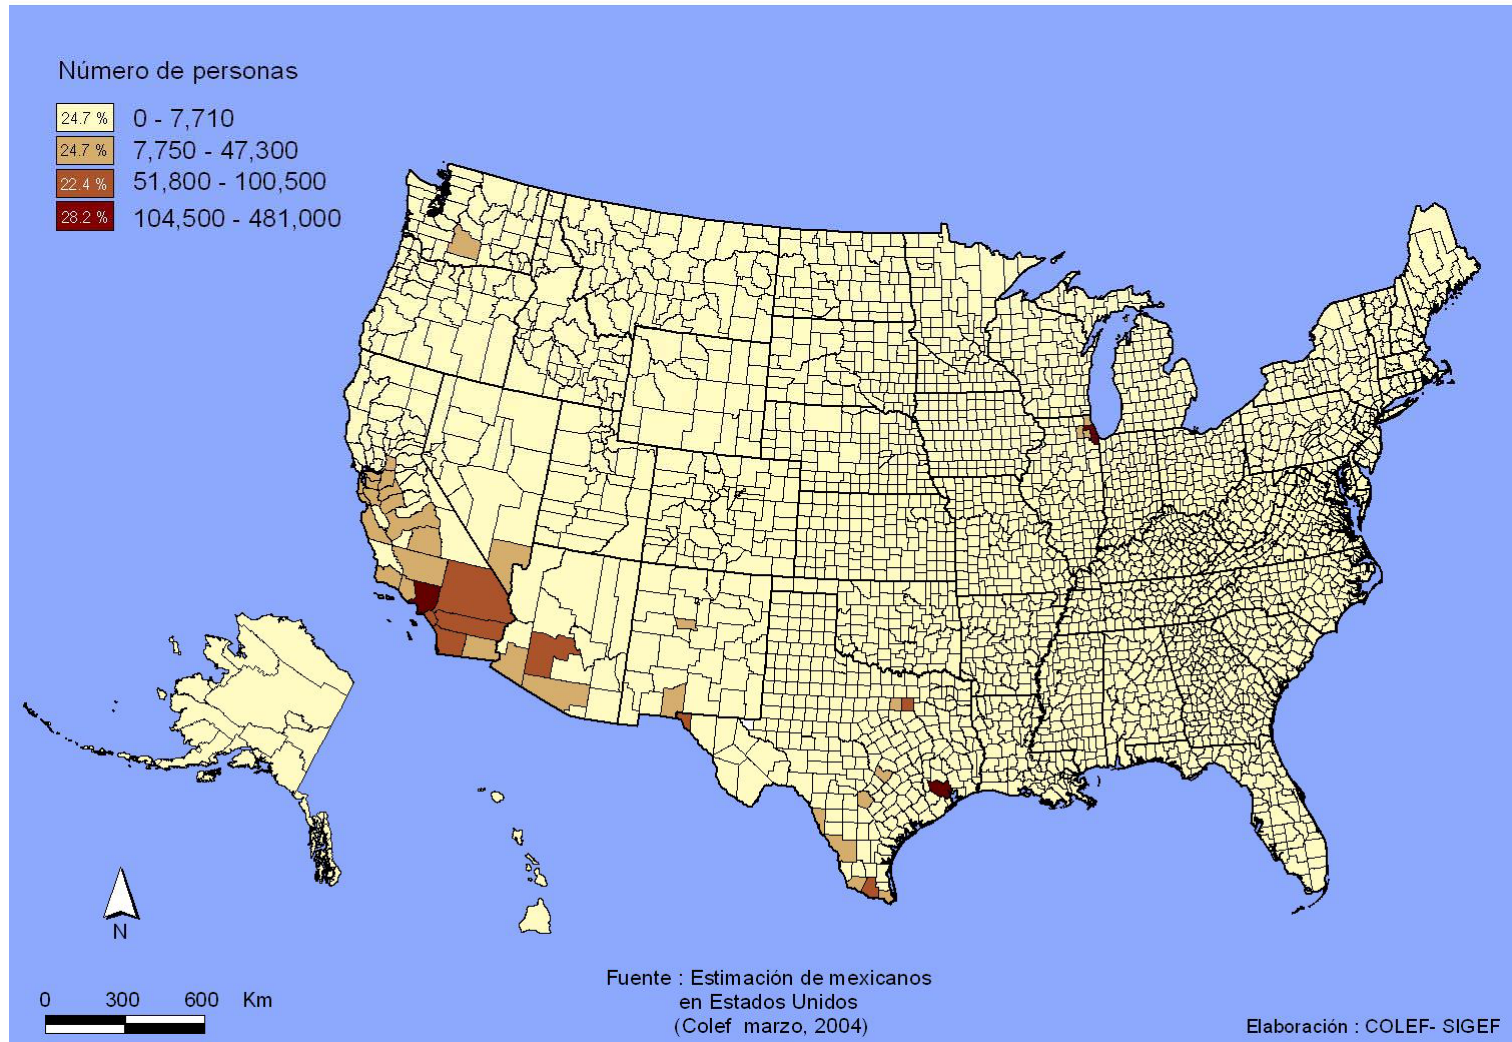 Número de personas
24.7 % 0 - 7,710
24.7 % 7,750 - 47,300
22.4 % 51,800 - 100,500
28.2 % 104,500 - 481,000
N
0 300 600 Km
Fuente : Estimación de mexicanos
en Estados Unidos
(Colef marzo, 2004)
Elaboración : COLEF- SIGEF